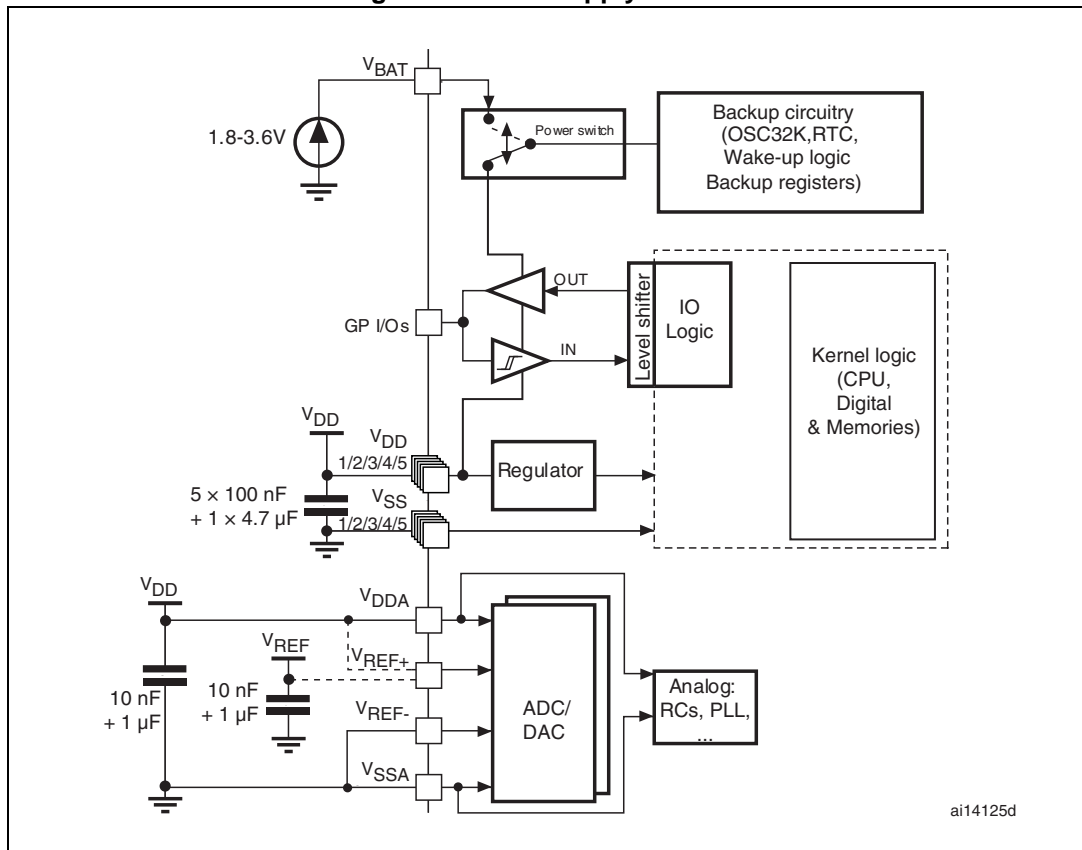 VBAT
1.8-3.6V
Power switch
Backup circuitry
(OSC32K,RTC,
Wake-up logic
Backup registers)
OUT
GP I/Os
IN
Level shifter
IO
Logic
Kernel logic
(CPU,
Digital
& Memories)
VDD
VDD
1/2/3/4/5
Regulator
5 × 100 nF
+ 1 × 4.7 µF
VSS
1/2/3/4/5
VDD
VDDA
VREF
VREF+
10 nF
+ 1 µF
10 nF
+ 1 µF
VREF-
ADC/
DAC
Analog:
RCs, PLL,
...
VSSA
ai14125d